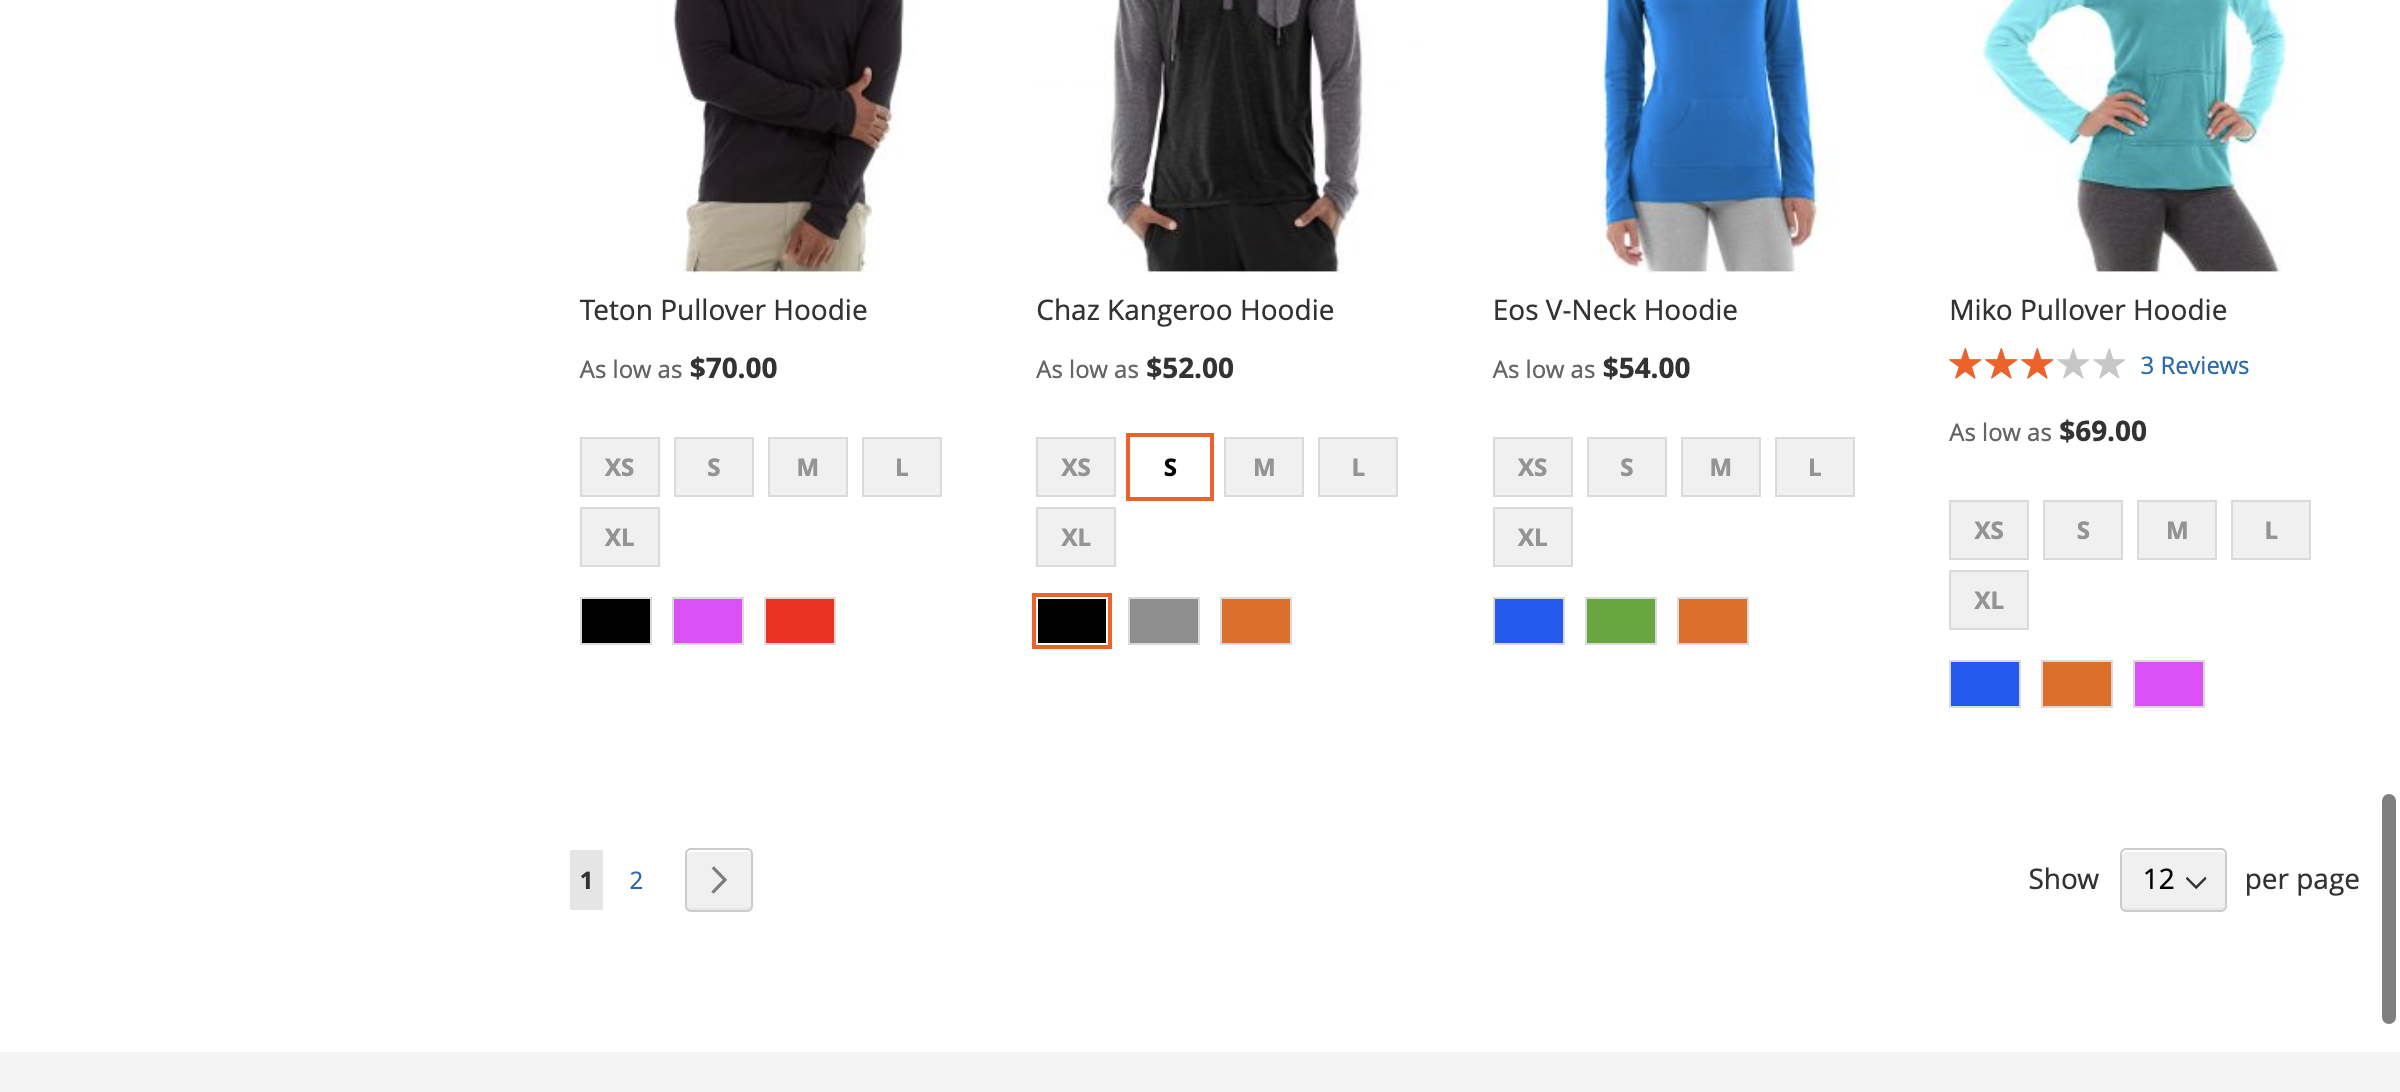 Teton Pullover Hoodie
As low as $70.00
XS S M L
XL
Chaz Kangeroo Hoodie
As low as $52.00
XS S M L
XL
Eos V-Neck Hoodie
As low as $54.00
XS S M L
XL
Miko Pullover Hoodie
3 Reviews
As low as $69.00
XS S M L
XL
1 2
Show 12 per page